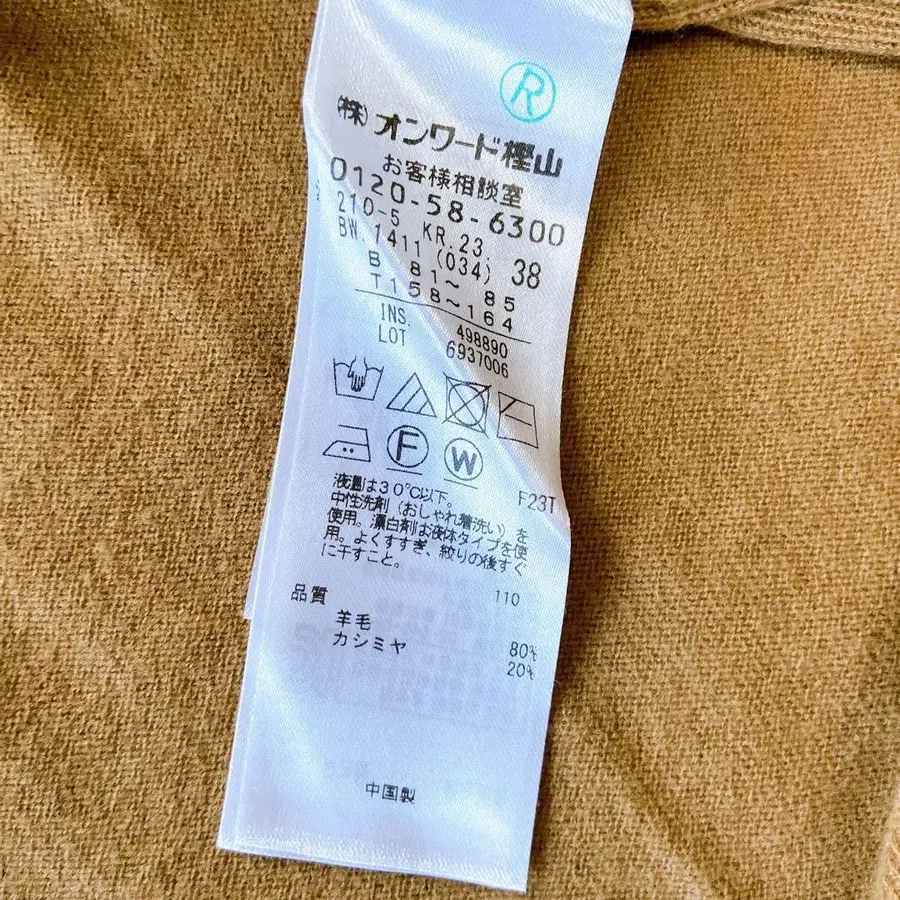 R
(株)オンワード樫山
お客様相談室
0120-58-6300
210-5 KR.23.
BW.1411 (034) 38
B 81～ 85
T158～164
INS. 498890
LOT 6937006
F W
F23T
液温は30℃以下。
中性洗剤(おしゃれ着洗い)を
使用。漂白剤は液体タイプを使
用。よくすすぎ、絞りの後すぐ
に干すこと。
品質 110
羊毛 80%
カシミヤ 20%
中国製